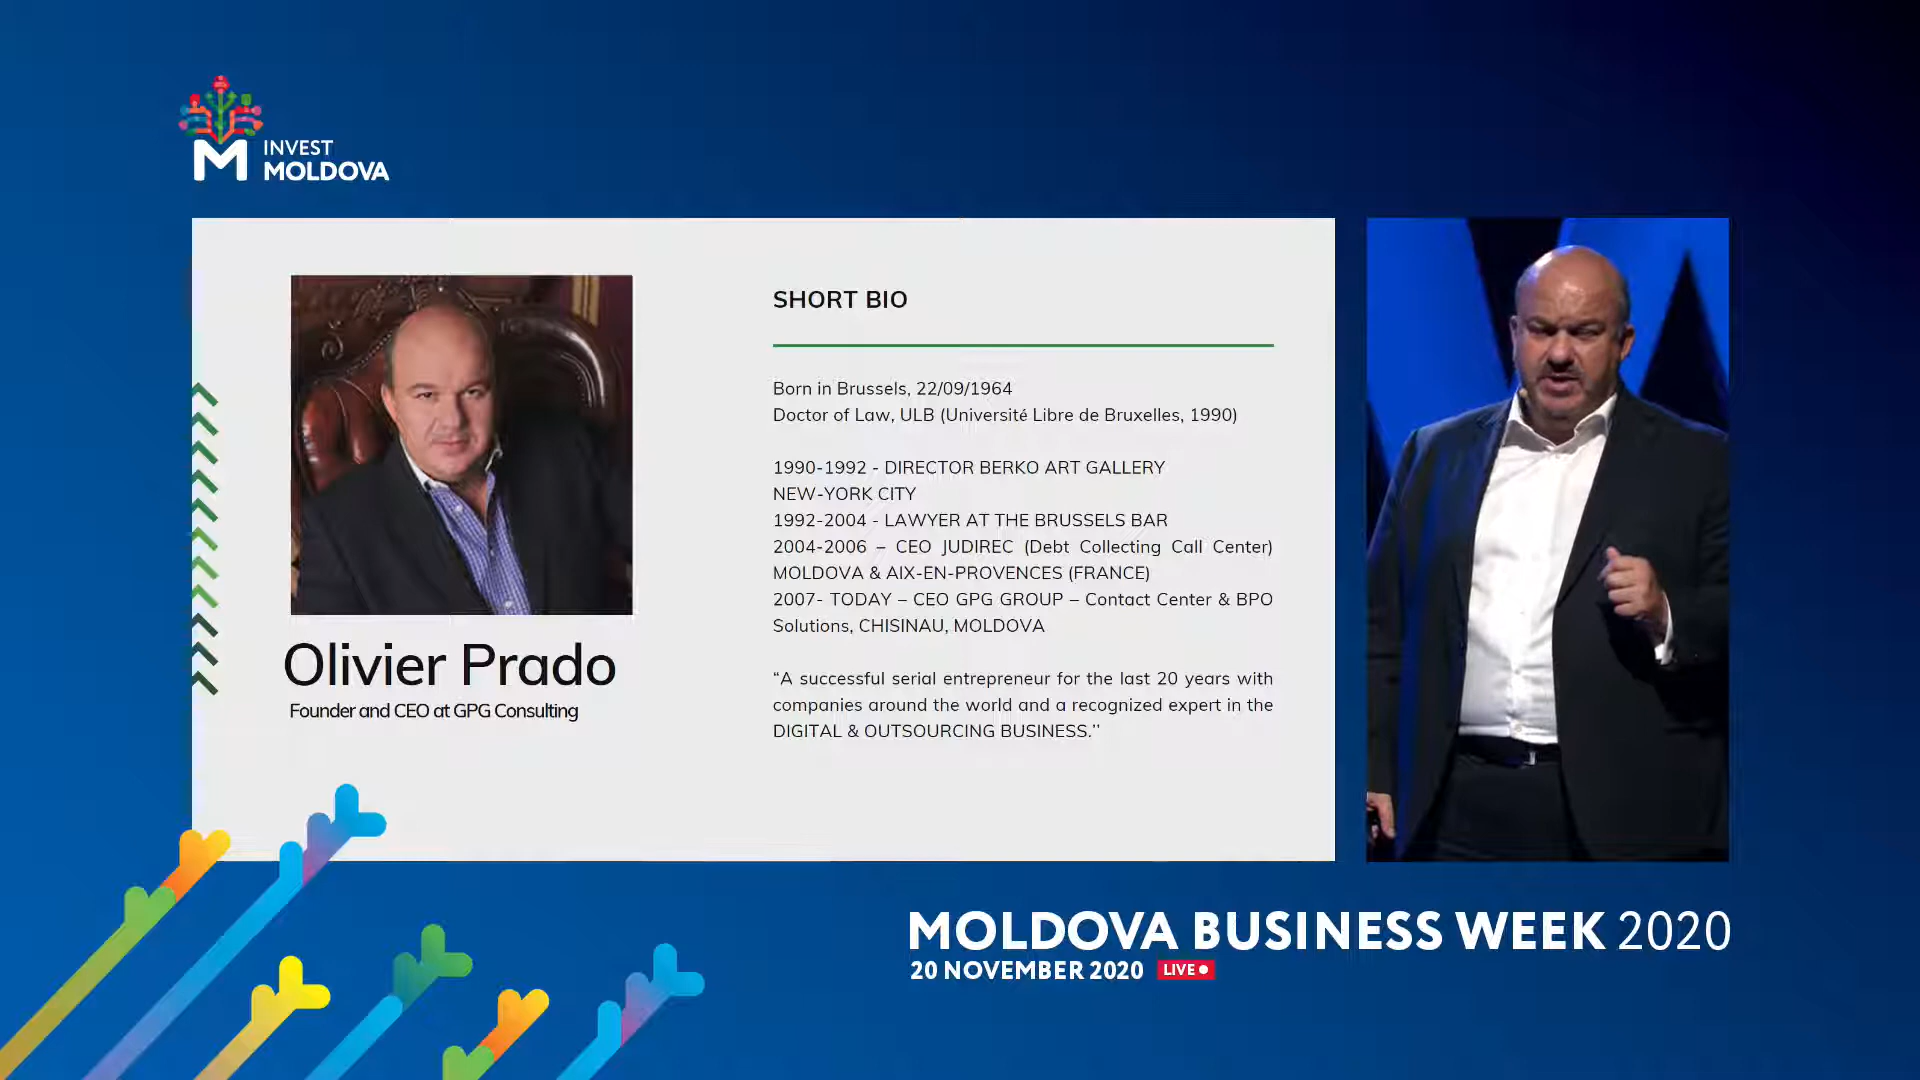 INVEST
MOLDOVA
SHORT BIO
Born in Brussels, 22/09/1964
Doctor of Law, ULB (Université Libre de Bruxelles, 1990)
1990-1992 - DIRECTOR BERKO ART GALLERY
NEW-YORK CITY
1992-2004 - LAWYER AT THE BRUSSELS BAR
2004-2006 – CEO JUDIREC (Debt Collecting Call Center)
MOLDOVA & AIX-EN-PROVENCES (FRANCE)
2007- TODAY – CEO GPG GROUP – Contact Center & BPO
Solutions, CHISINAU, MOLDOVA
“A successful serial entrepreneur for the last 20 years with
companies around the world and a recognized expert in the
DIGITAL & OUTSOURCING BUSINESS.’’
Olivier Prado
Founder and CEO at GPG Consulting
MOLDOVA BUSINESS WEEK 2020
20 NOVEMBER 2020 LIVE